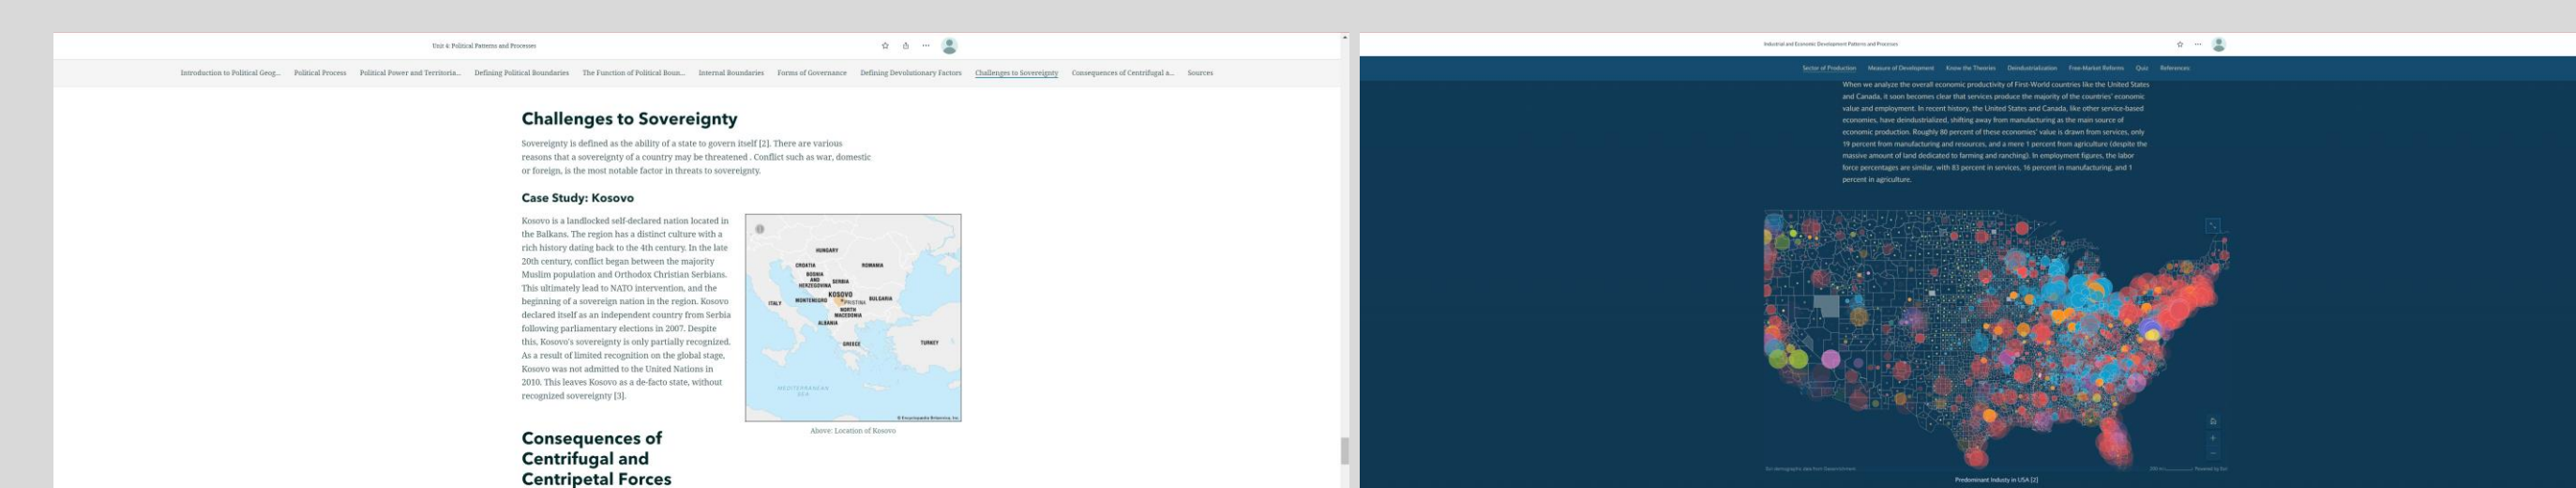 Unit 4: Political Patterns and Processes
Introduction to Political Geog... Political Process Political Power and Territoria... Defining Political Boundaries The Function of Political Boun... Internal Boundaries Forms of Governance Defining Devolutionary Factors Challenges to Sovereignty Consequences of Centrifugal a... Sources
Challenges to Sovereignty
Sovereignty is defined as the ability of a state to govern itself [2]. There are various
reasons that a sovereignty of a country may be threatened . Conflict such as war, domestic
or foreign, is the most notable factor in threats to sovereignty.
Case Study: Kosovo
Kosovo is a landlocked self-declared nation located in
the Balkans. The region has a distinct culture with a
rich history dating back to the 4th century. In the late
20th century, conflict began between the majority
Muslim population and Orthodox Christian Serbians.
This ultimately lead to NATO intervention, and the
beginning of a sovereign nation in the region. Kosovo
declared itself as an independent country from Serbia
following parliamentary elections in 2007. Despite
this, Kosovo's sovereignty is only partially recognized.
As a result of limited recognition on the global stage,
Kosovo was not admitted to the United Nations in
2010. This leaves Kosovo as a de-facto state, without
recognized sovereignty [3].
HUNGARY
CROATIA
ROMANIA
BOSNIA
AND
HERZEGOVINA
SERBIA
KOSOVO
ITALY
MONTENEGRO
PRISTINA
BULGARIA
NORTH
MACEDONIA
ALBANIA
GREECE
TURKEY
MEDITERRANEAN
SEA
© Encyclopædia Britannica, Inc.
Above: Location of Kosovo
Consequences of
Centrifugal and
Centripetal Forces
Industrial and Economic Development Patterns and Processes
Sector of Production Measure of Development Know the Theories Deindustrialization Free-Market Reforms Quiz References
When we analyze the overall economic productivity of First-World countries like the United States
and Canada, it soon becomes clear that services produce the majority of the countries' economic
value and employment. In recent history, the United States and Canada, like other service-based
economies, have deindustrialized, shifting away from manufacturing as the main source of
economic production. Roughly 80 percent of these economies' value is drawn from services, only
19 percent from manufacturing and resources, and a mere 1 percent from agriculture (despite the
massive amount of land dedicated to farming and ranching). In employment figures, the labor
force percentages are similar, with 83 percent in services, 16 percent in manufacturing, and 1
percent in agriculture.
Powered by Esri
Predominant Industy in USA [2]